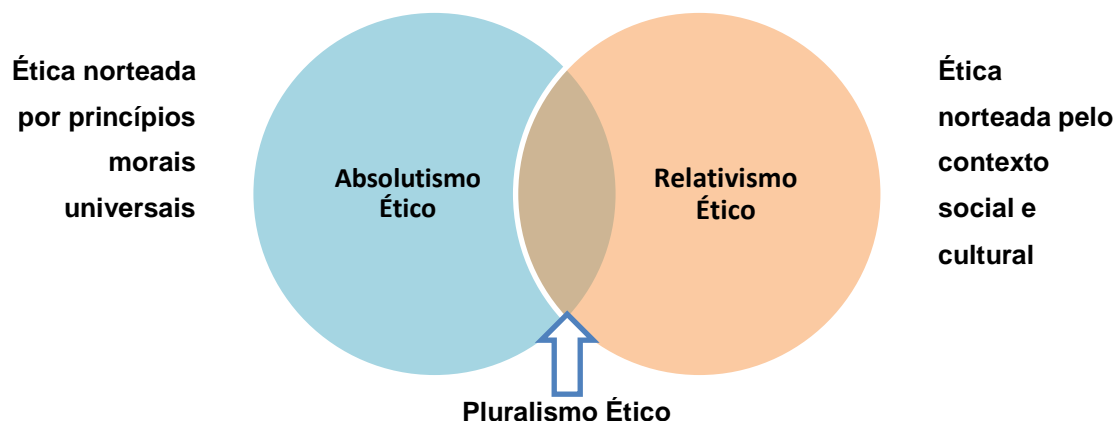 Ética norteada
por princípios
morais
universais
Absolutismo
Ético
Relativismo
Ético
Ética
norteada pelo
contexto
social e
cultural
Pluralismo Ético